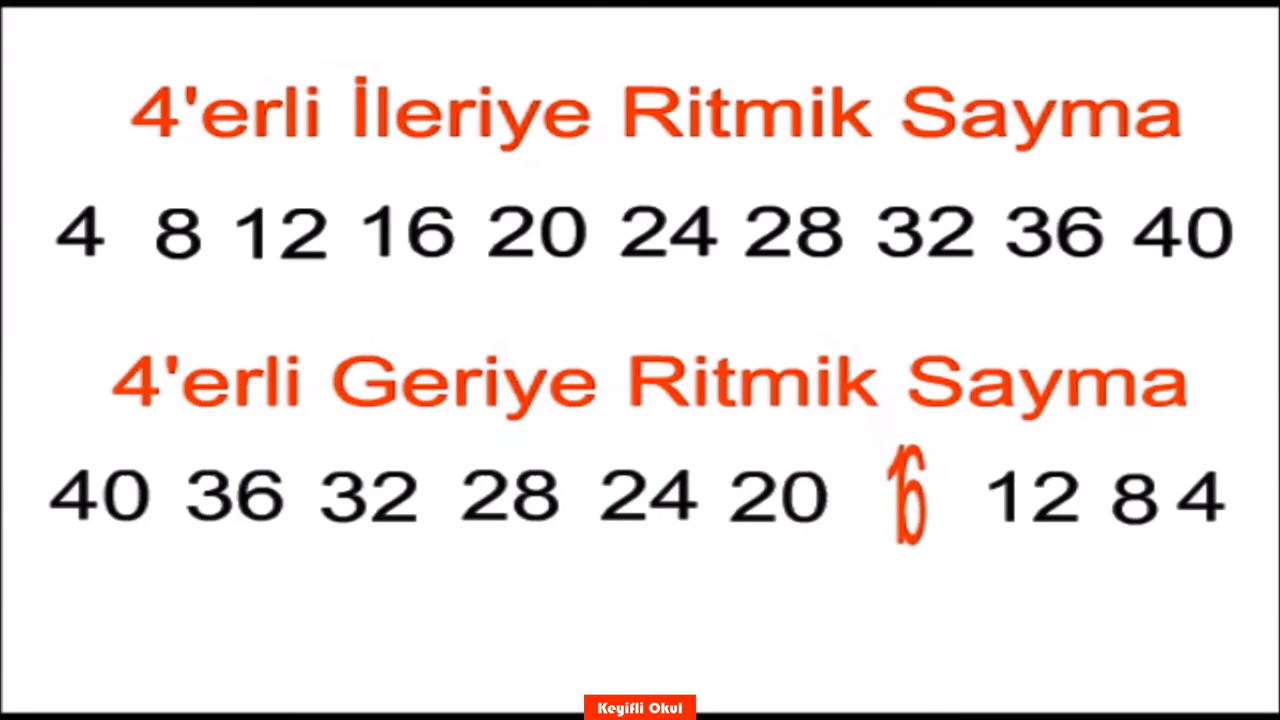 4'erli İleriye Ritmik Sayma
4 8 12 16 20 24 28 32 36 40
4'erli Geriye Ritmik Sayma
40 36 32 28 24 20 16 12 8 4
Keyifli Okul